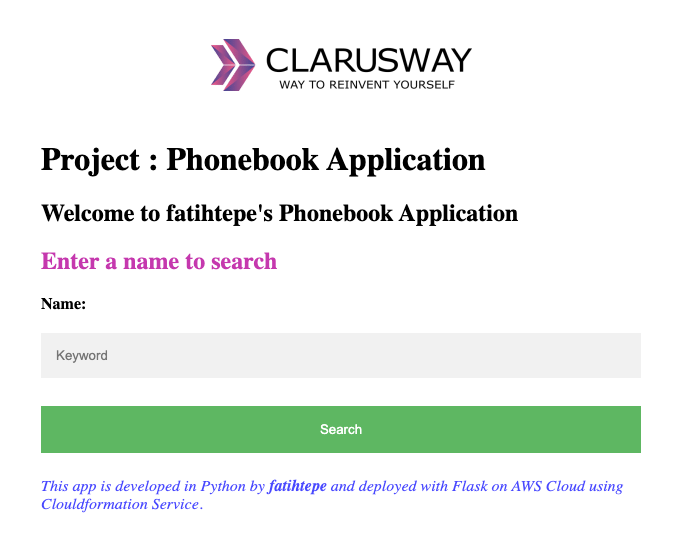 CLARUSWAY
WAY TO REINVENT YOURSELF
Project : Phonebook Application
Welcome to fatihtepe's Phonebook Application
Enter a name to search
Name:
Keyword
Search
This app is developed in Python by fatihtepe and deployed with Flask on AWS Cloud using
Clouldformation Service.